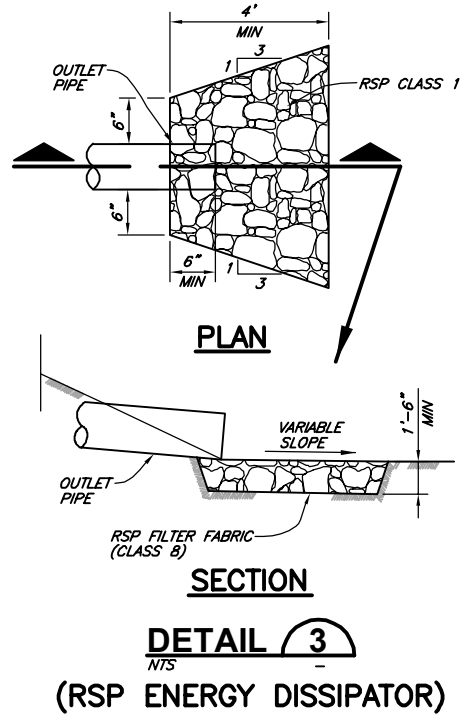 4'
MIN
3
1
OUTLET
PIPE
RSP CLASS 1
6"
6"
6"
MIN
1
3
PLAN
VARIABLE
SLOPE
1'-6"
MIN
OUTLET
PIPE
RSP FILTER FABRIC
(CLASS 8)
SECTION
DETAIL 3
NTS –
(RSP ENERGY DISSIPATOR)